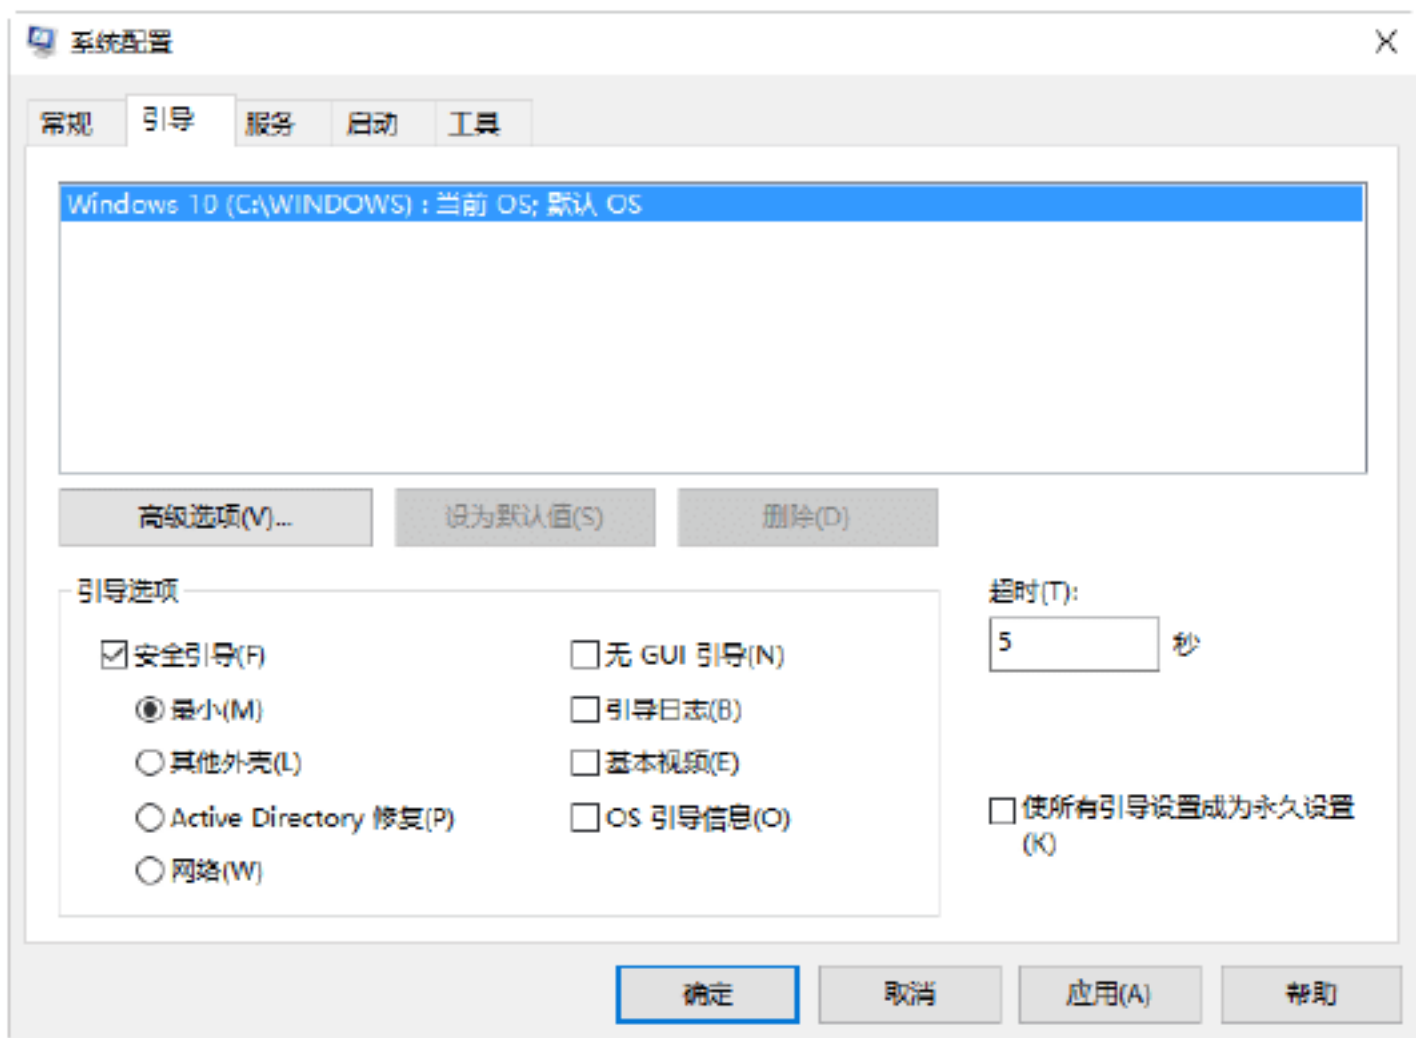 系统配置
常规 引导 服务 启动 工具
Windows 10 (C:\WINDOWS) : 当前 OS; 默认 OS
高级选项(V)... 设为默认值(S) 删除(D)
引导选项 超时(T):
安全引导(F) 无 GUI 引导(N) 5 秒
最小(M) 引导日志(B)
其他外壳(L) 基本视频(E)
Active Directory 修复(P) OS 引导信息(O) 使所有引导设置成为永久设置
(K)
网络(W)
确定 取消 应用(A) 帮助